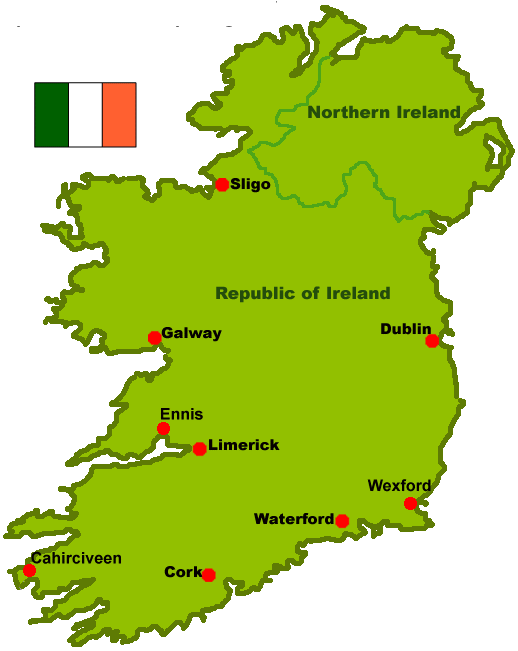 Northern Ireland
Sligo
Republic of Ireland
Dublin
Galway
Ennis
Limerick
Wexford
Waterford
Cahirciveen
Cork